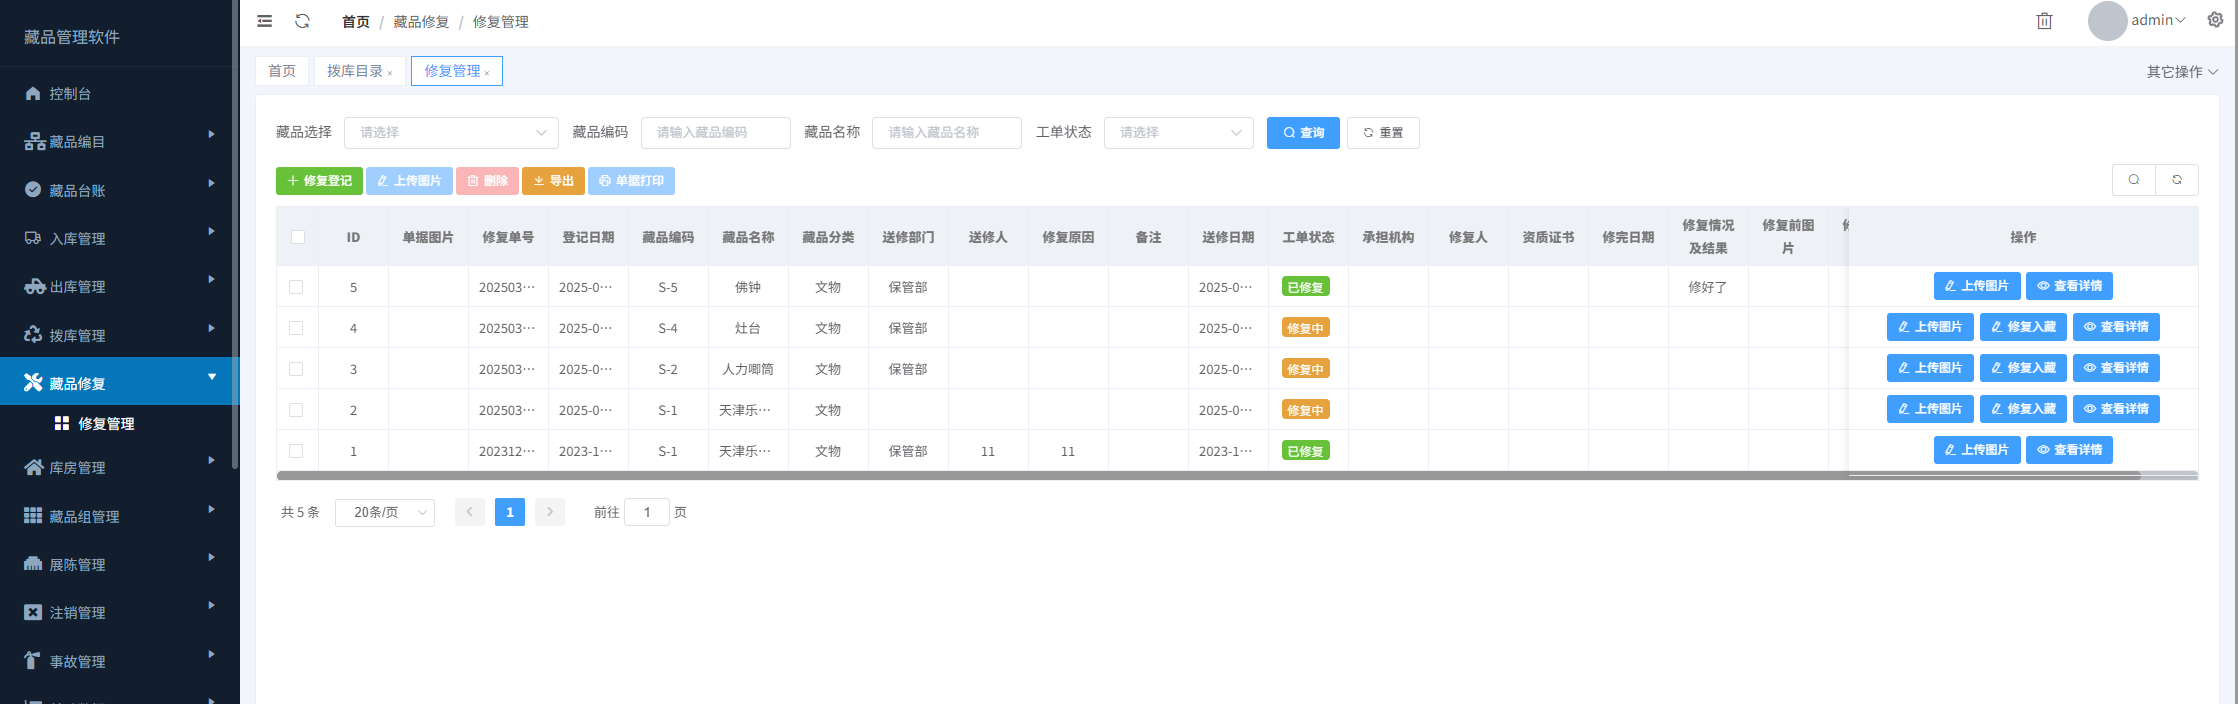 藏品管理软件
控制台
藏品编目
藏品台账
入库管理
出库管理
拨库管理
藏品修复
修复管理
库房管理
藏品组管理
展陈管理
注销管理
事故管理
首页 / 藏品修复 / 修复管理
admin
首页 拨库目录 × 修复管理 ×
其它操作
藏品选择 请选择 藏品编码 请输入藏品编码 藏品名称 请输入藏品名称 工单状态 请选择 查询 重置
修复登记 上传图片 删除 导出 单据打印
ID 单据图片 修复单号 登记日期 藏品编码 藏品名称 藏品分类 送修部门 送修人 修复原因 备注 送修日期 工单状态 承担机构 修复人 资质证书 修完日期 修复情况及结果 修复前图片 操作
5 202503··· 2025-0··· S-5 佛钟 文物 保管部 2025-0··· 已修复 修好了 上传图片 查看详情
4 202503··· 2025-0··· S-4 灶台 文物 保管部 2025-0··· 修复中 上传图片 修复入藏 查看详情
3 202503··· 2025-0··· S-2 人力唧筒 文物 保管部 2025-0··· 修复中 上传图片 修复入藏 查看详情
2 202503··· 2025-0··· S-1 天津乐··· 文物 2025-0··· 修复中 上传图片 修复入藏 查看详情
1 202312··· 2023-1··· S-1 天津乐··· 文物 保管部 11 11 2023-1··· 已修复 上传图片 查看详情
共 5 条 20条/页 1 前往 1 页